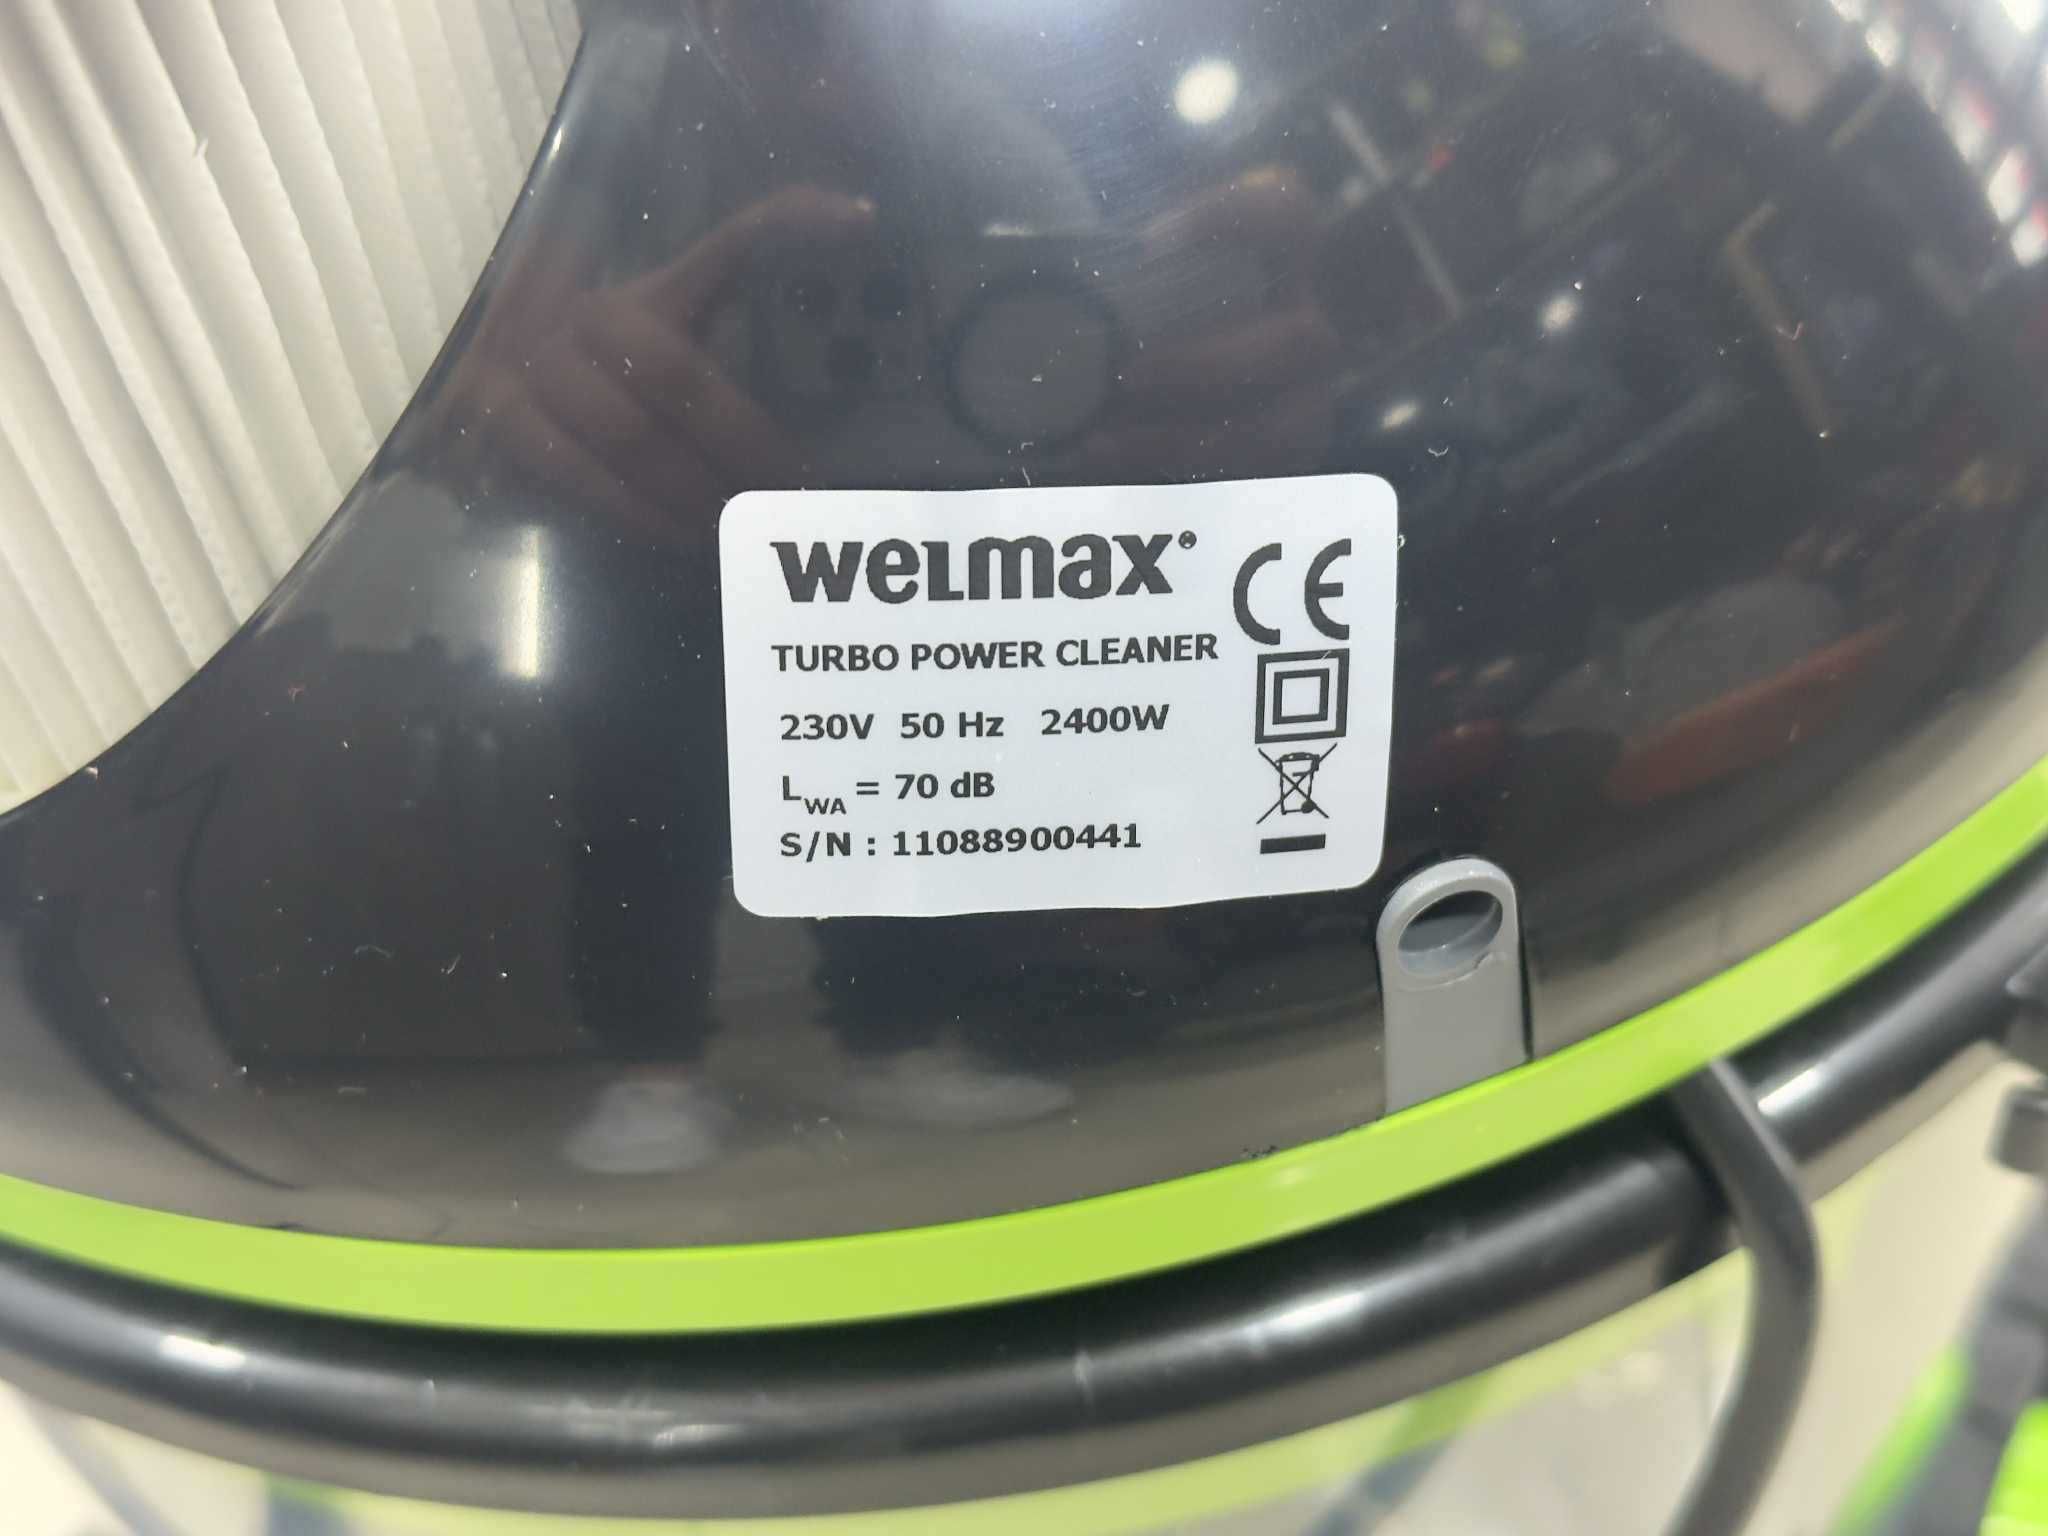 WELMAX®
CE
TURBO POWER CLEANER
230V 50 Hz 2400W
LWA = 70 dB
S/N : 11088900441